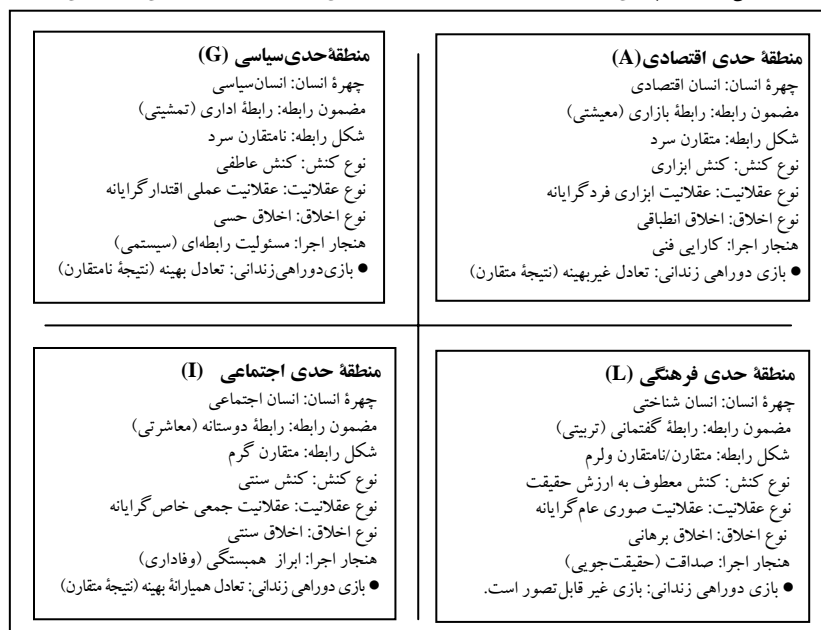 منطقهٔ حدی اقتصادی(A)
چهرهٔ انسان: انسان اقتصادی
مضمون رابطه: رابطهٔ بازاری (معیشتی)
شکل رابطه: متقارن سرد
نوع کنش: کنش ابزاری
نوع عقلانیت: عقلانیت ابزاری فردگرایانه
نوع اخلاق: اخلاق انطباقی
هنجار اجرا: کارایی فنی
● بازی دوراهی زندانی: تعادل غیربهینه (نتیجهٔ متقارن)
منطقهٔ‌حدی‌سیاسی (G)
چهرهٔ انسان: انسان‌سیاسی
مضمون رابطه: رابطهٔ اداری (تمشیتی)
شکل رابطه: نامتقارن سرد
نوع کنش: کنش عاطفی
نوع عقلانیت: عقلانیت عملی اقتدارگرایانه
نوع اخلاق: اخلاق حسی
هنجار اجرا: مسئولیت رابطه‌ای (سیستمی)
● بازی‌دوراهی‌زندانی: تعادل بهینه (نتیجهٔ نامتقارن)
منطقهٔ حدی فرهنگی (L)
چهرهٔ انسان: انسان شناختی
مضمون رابطه: رابطهٔ گفتمانی (تربیتی)
شکل رابطه: متقارن/نامتقارن ولرم
نوع کنش: کنش معطوف به ارزش حقیقت
نوع عقلانیت: عقلانیت صوری عام‌گرایانه
نوع اخلاق: اخلاق برهانی
هنجار اجرا: صداقت (حقیقت‌جویی)
● بازی دوراهی زندانی: بازی غیر قابل‌تصور است.
منطقهٔ حدی اجتماعی (I)
چهرهٔ انسان: انسان اجتماعی
مضمون رابطه: رابطهٔ دوستانه (معاشرتی)
شکل رابطه: متقارن گرم
نوع کنش: کنش سنتی
نوع عقلانیت: عقلانیت جمعی خاص‌گرایانه
نوع اخلاق: اخلاق سنتی
هنجار اجرا: ابراز همبستگی (وفاداری)
● بازی دوراهی زندانی: تعادل همیارانهٔ بهینه (نتیجهٔ متقارن)